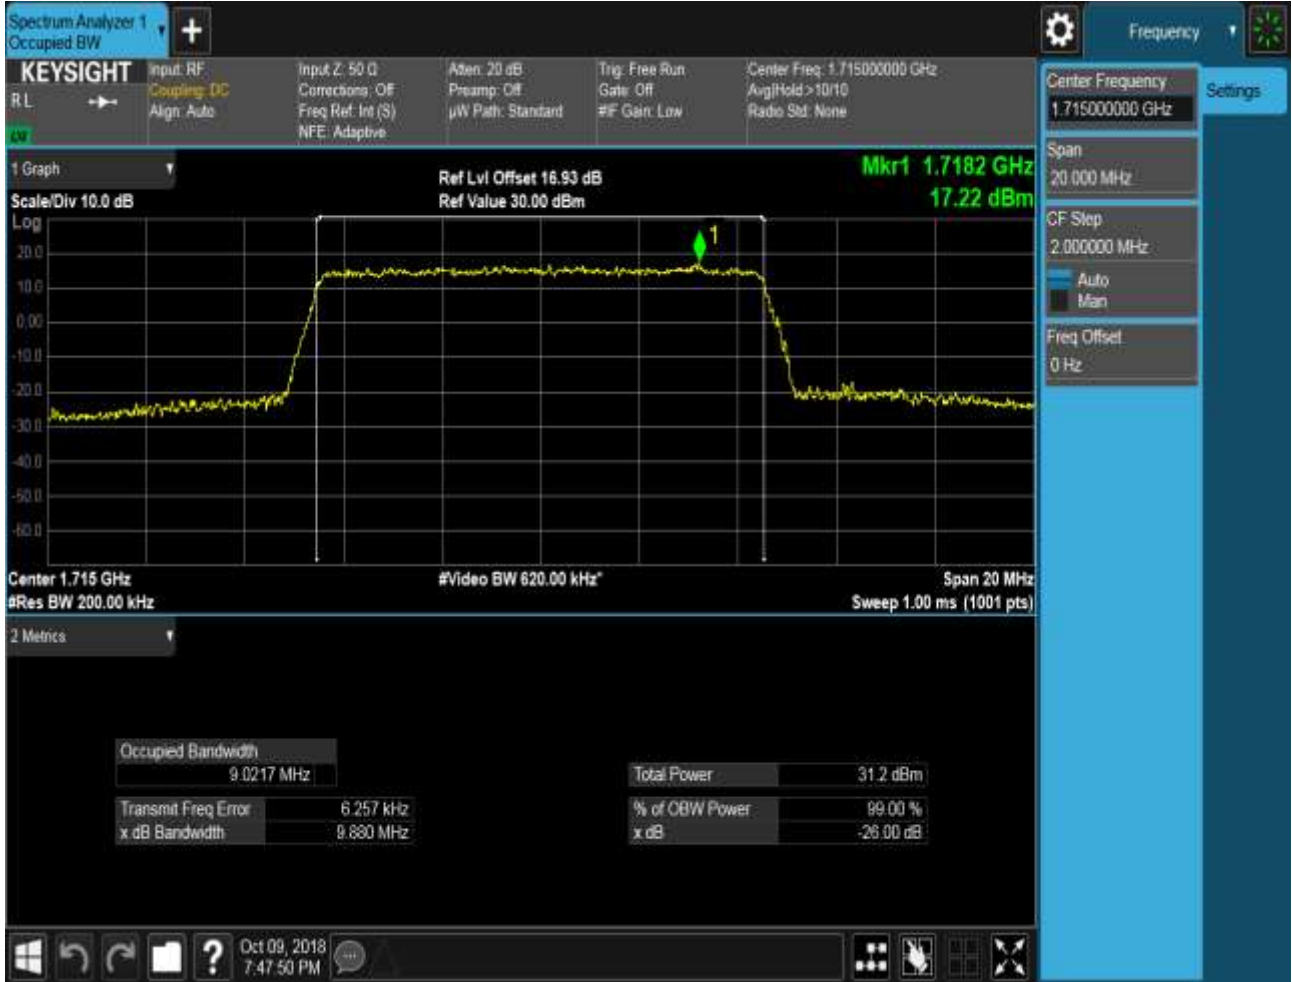 Spectrum Analyzer 1
Occupied BW
+
Frequency
KEYSIGHT
R L
LXI
Input: RF
Coupling: DC
Align: Auto
Input Z: 50 Ω
Corrections: Off
Freq Ref: Int (S)
NFE: Adaptive
Atten: 20 dB
Preamp: Off
µW Path: Standard
Trig: Free Run
Gate: Off
#IF Gain: Low
Center Freq: 1.715000000 GHz
Avg|Hold:>10/10
Radio Std: None
Center Frequency
1.715000000 GHz
Settings
Span
20.000 MHz
CF Step
2.000000 MHz
Auto
Man
Freq Offset
0 Hz
1 Graph
Scale/Div 10.0 dB
Ref Lvl Offset 16.93 dB
Ref Value 30.00 dBm
Mkr1 1.7182 GHz
17.22 dBm
Log
20.0
10.0
0.00
-10.0
-20.0
-30.0
-40.0
-50.0
-60.0
1
Center 1.715 GHz
#Res BW 200.00 kHz
#Video BW 620.00 kHz*
Span 20 MHz
Sweep 1.00 ms (1001 pts)
2 Metrics
Occupied Bandwidth
9.0217 MHz
Transmit Freq Error 6.257 kHz
x dB Bandwidth 9.880 MHz
Total Power 31.2 dBm
% of OBW Power 99.00 %
x dB -26.00 dB
?
Oct 09, 2018
7:47:50 PM